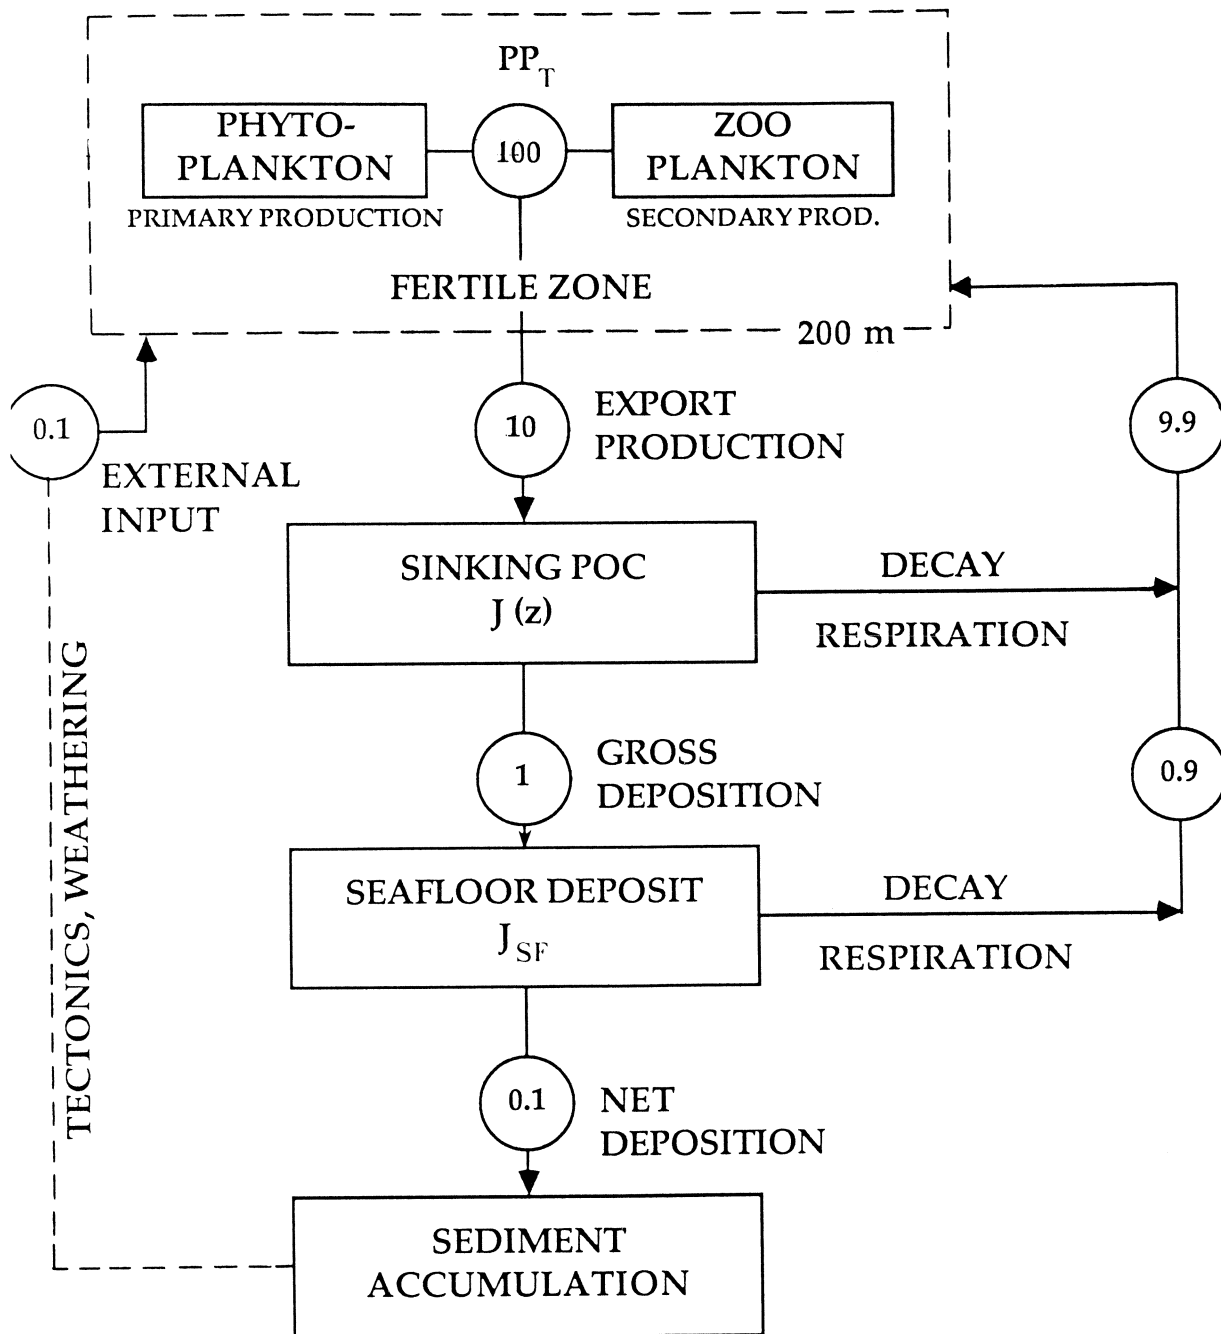 PP_T
PHYTO-
PLANKTON
100
ZOO
PLANKTON
PRIMARY PRODUCTION
SECONDARY PROD.
FERTILE ZONE
200 m
0.1
EXTERNAL
INPUT
10
EXPORT
PRODUCTION
9.9
SINKING POC
J (z)
DECAY
RESPIRATION
TECTONICS, WEATHERING
1
GROSS
DEPOSITION
0.9
SEAFLOOR DEPOSIT
J_SF
DECAY
RESPIRATION
0.1
NET
DEPOSITION
SEDIMENT
ACCUMULATION